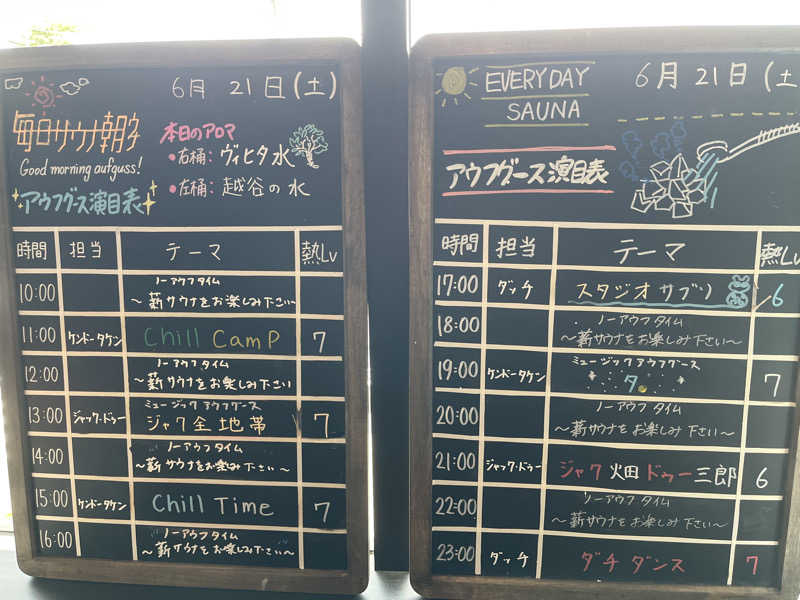 6月 21日(土)
毎日サウナ朝子
Good morning aufguss!
アウフグース演目表
本日のアロマ
・右桶: ヴィヒタ水
・左桶: 越谷の水
時間 担当 テーマ 熱Lv
10:00 ノーアウフタイム
〜薪サウナをお楽しみ下さい〜
11:00 ケンドータケン Chill Camp 7
12:00 ノーアウフタイム
〜薪サウナをお楽しみ下さい
13:00 ジャック・ドゥー ミュージックアウフグース
ジャク全地帯 7
14:00 ノーアウフタイム
〜薪サウナをお楽しみ下さい〜
15:00 ケンドータケン Chill Time 7
16:00 ノーアウフタイム
〜薪サウナをお楽しみ下さい〜
EVERYDAY
SAUNA
6月 21日(土
アウフグース演目表
時間 担当 テーマ 熱Lv
17:00 ダッチ スタジオサブリ 6
18:00 ノーアウフタイム
〜薪サウナをお楽しみ下さい〜
19:00 ケンドータケン ミュージックアウフグース
夕 7
20:00 ノーアウフタイム
〜薪サウナをお楽しみ下さい〜
21:00 ジャック・ドゥー ジャク畑ドゥー三郎 6
22:00 ノーアウフタイム
〜薪サウナをお楽しみ下さい〜
23:00 ダッチ ダチダンス 7